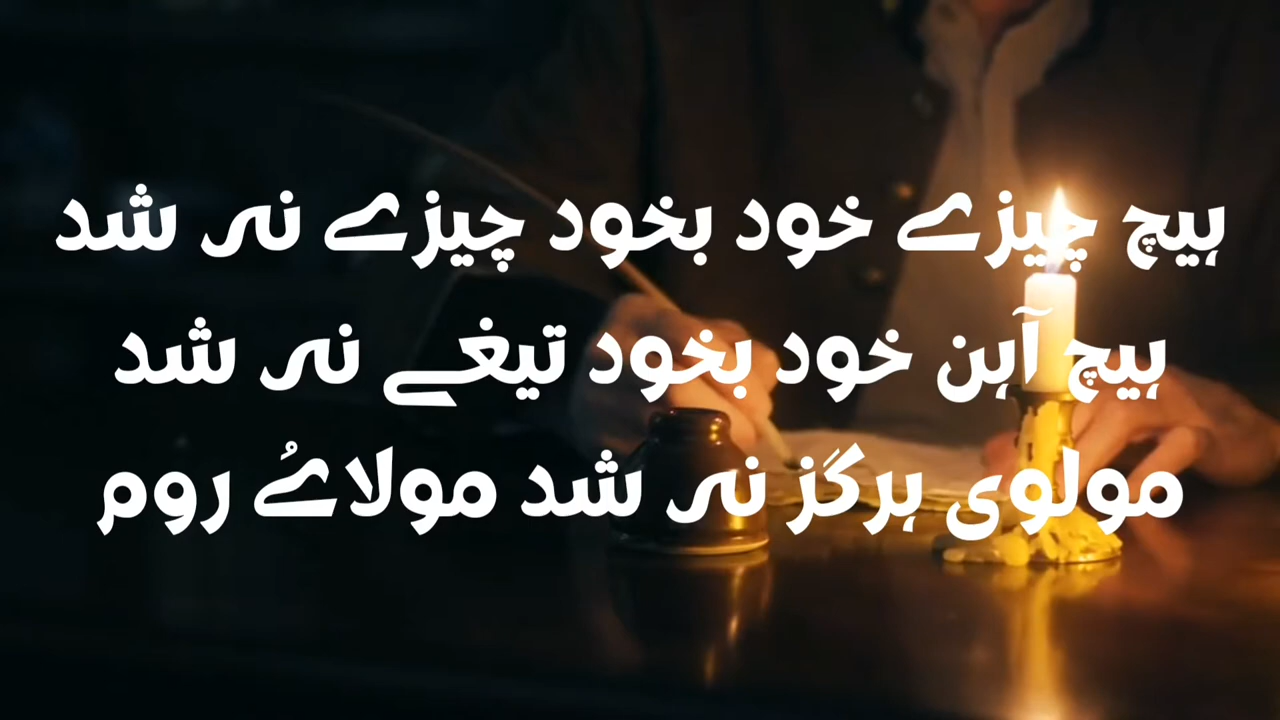 ہیچ چیزے خود بخود چیزے نہ شد
ہیچ آہن خود بخود تیغے نہ شد
مولوی ہرگز نہ شد مولائے روم